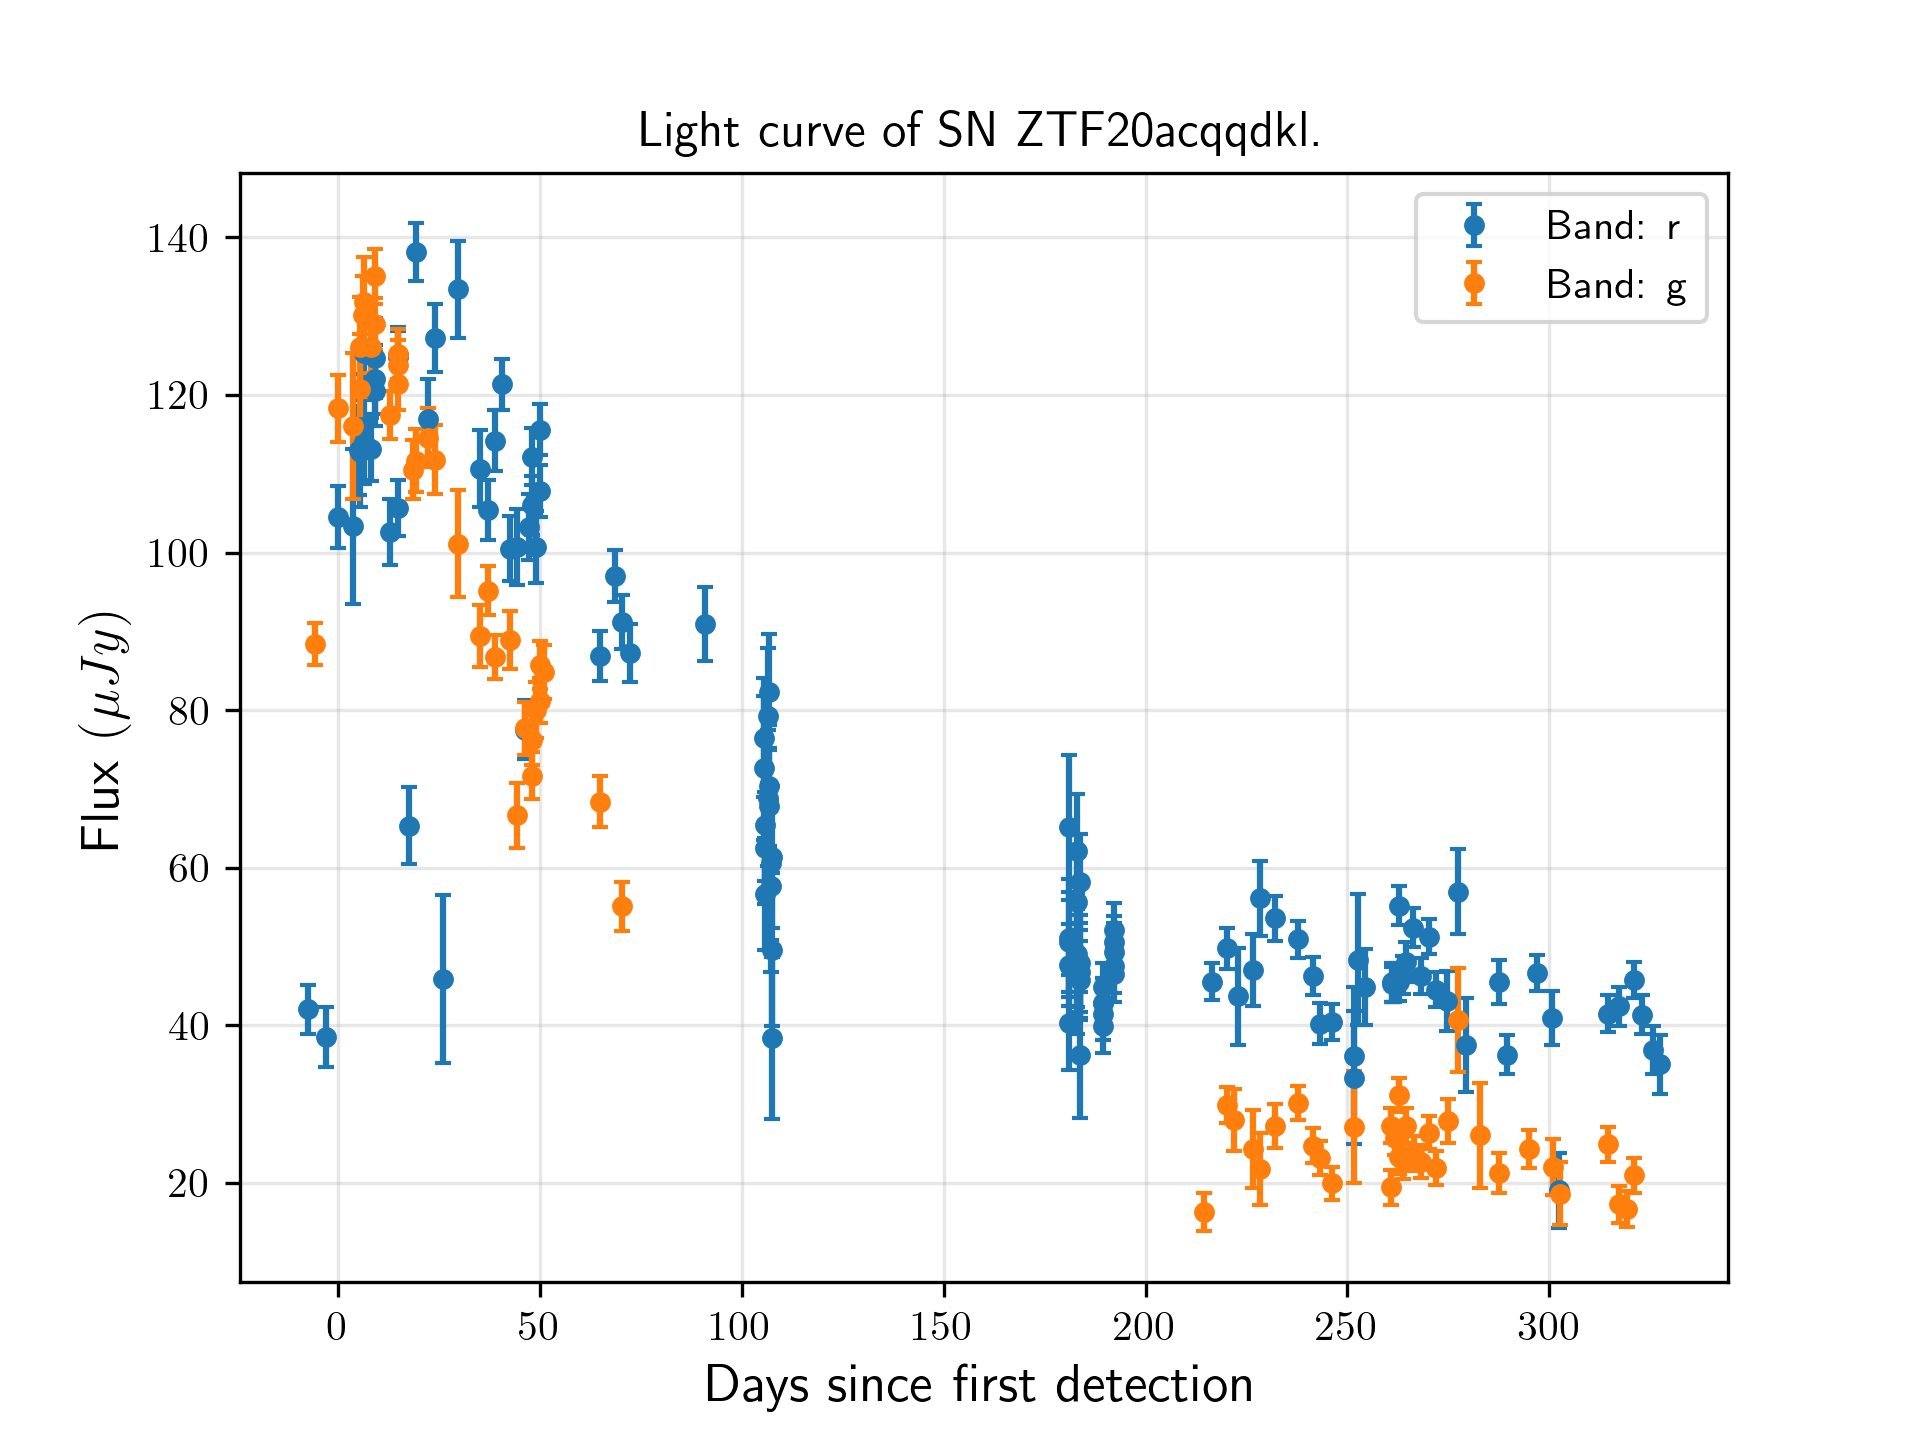 Light curve of SN ZTF20acqqdkl.
Band: r
Band: g
140
120
100
80
60
40
20
Flux (μJy)
0 50 100 150 200 250 300
Days since first detection